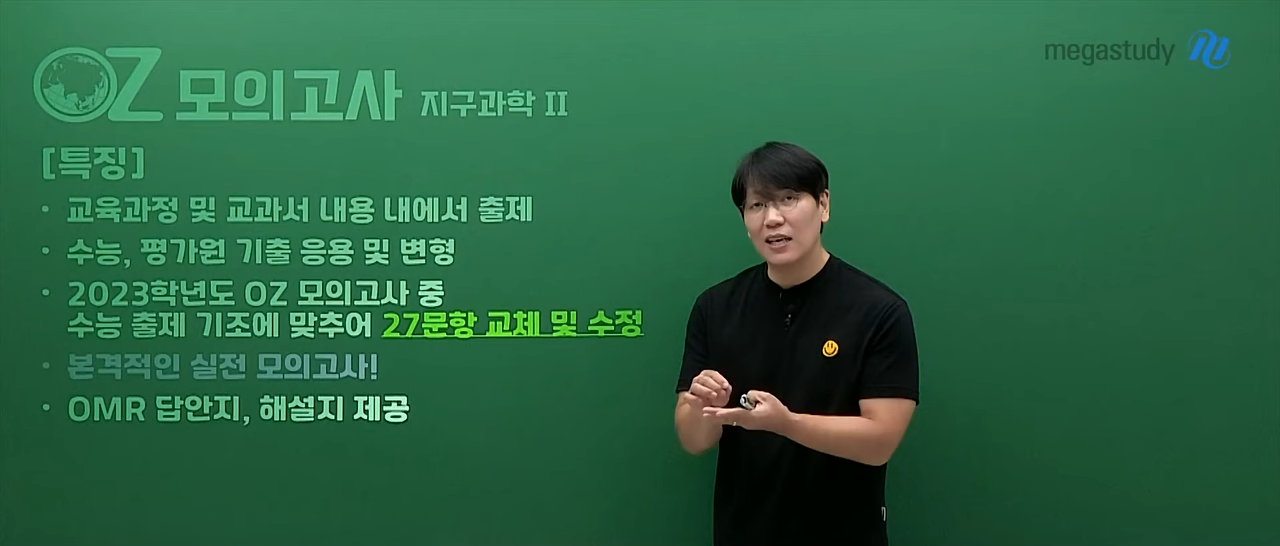 OZ 모의고사 지구과학 II
megastudy
[특징]
• 교육과정 및 교과서 내용 내에서 출제
• 수능, 평가원 기출 응용 및 변형
• 2023학년도 OZ 모의고사 중
수능 출제 기조에 맞추어 27문항 교체 및 수정
• 본격적인 실전 모의고사!
• OMR 답안지, 해설지 제공